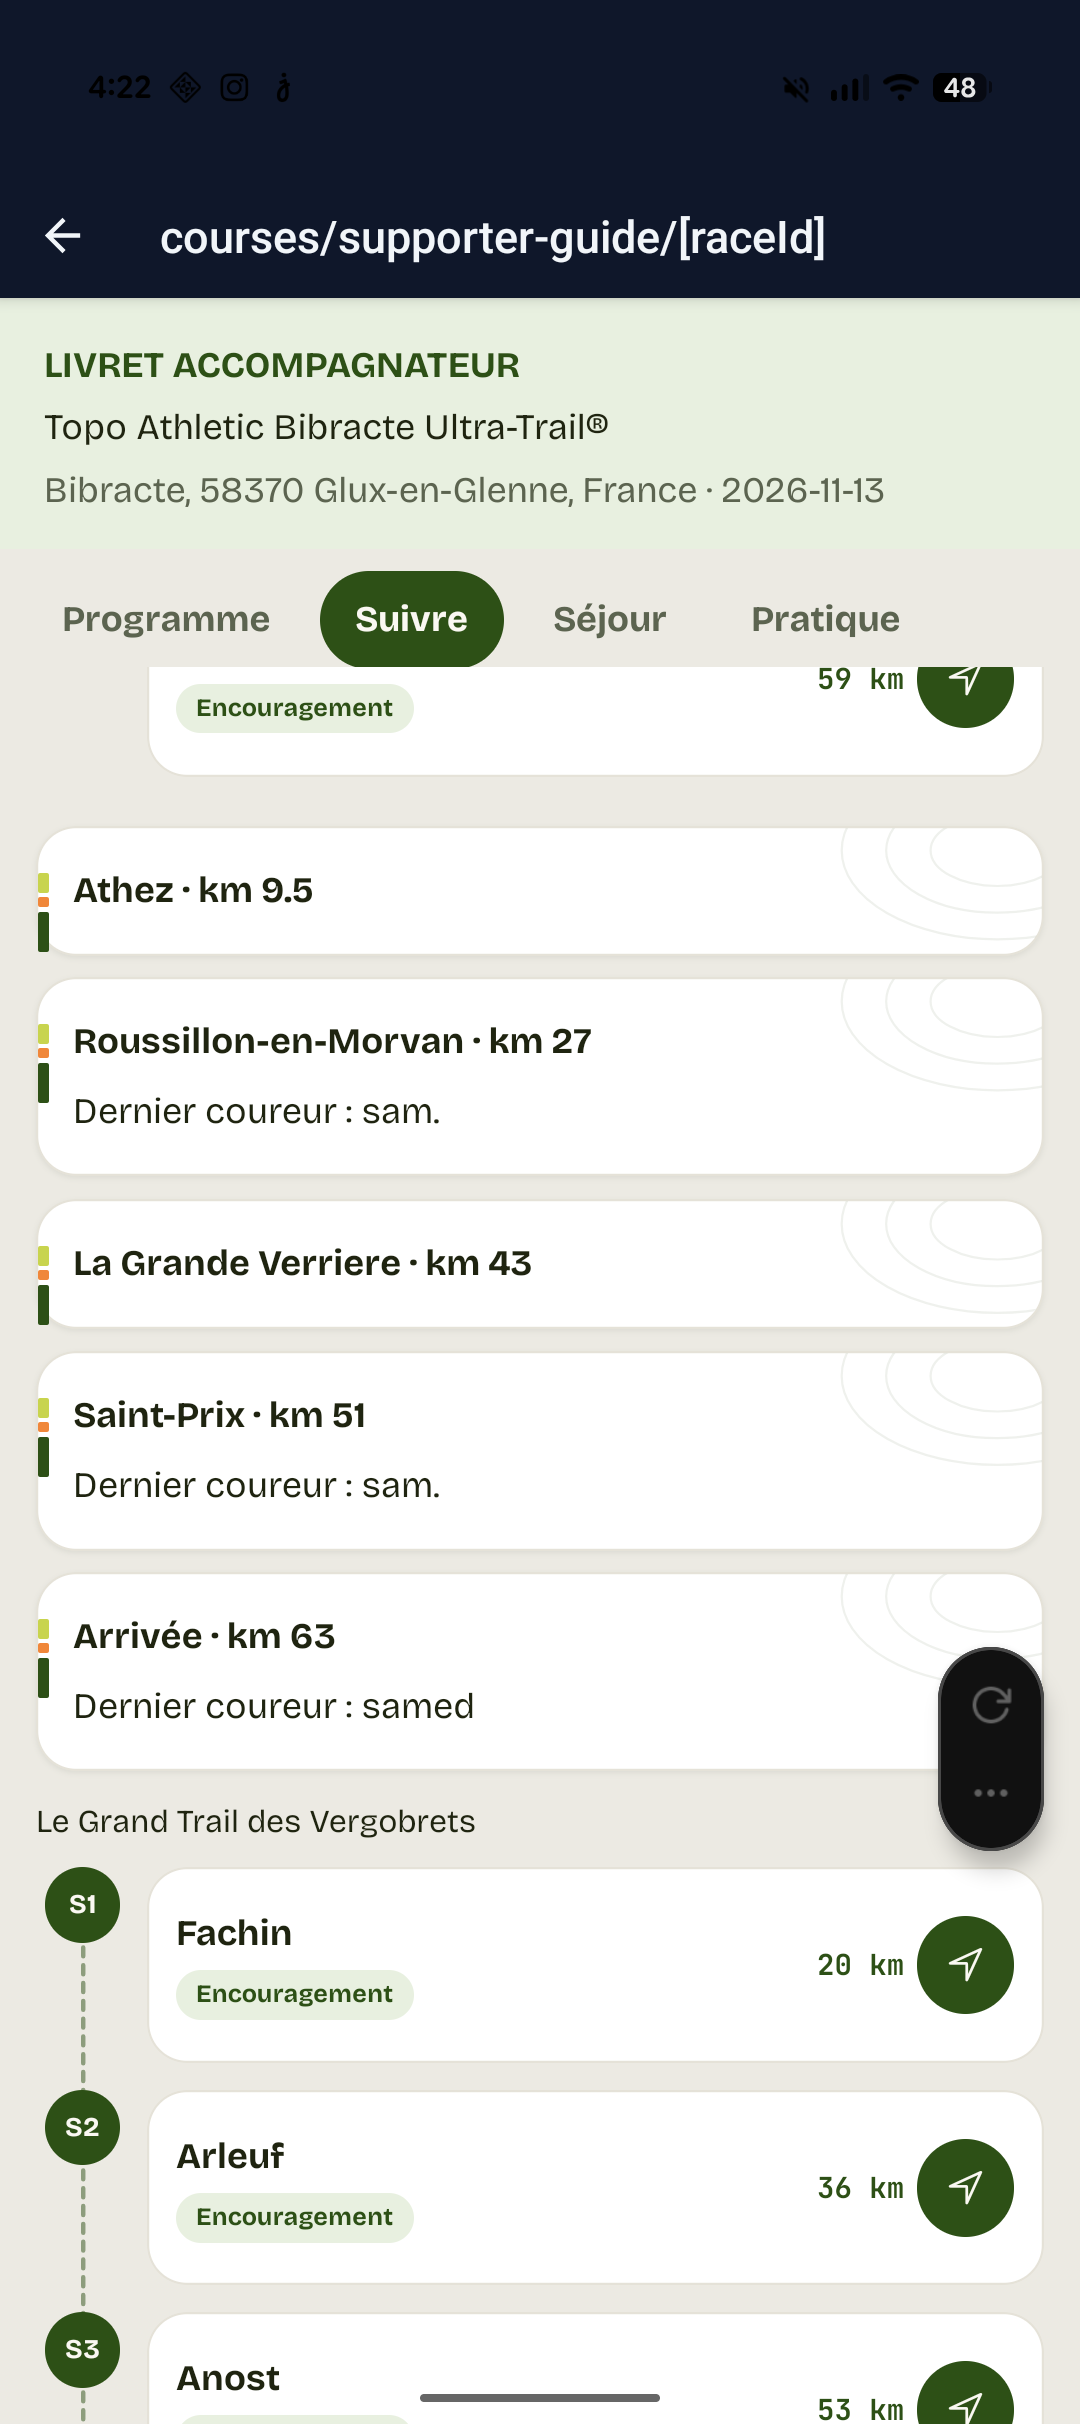 4:22
48
courses/supporter-guide/[raceId]
LIVRET ACCOMPAGNATEUR
Topo Athletic Bibracte Ultra-Trail®
Bibracte, 58370 Glux-en-Glenne, France · 2026-11-13
Programme Suivre Séjour Pratique
59 km
Encouragement
Athez · km 9.5
Roussillon-en-Morvan · km 27
Dernier coureur : sam.
La Grande Verriere · km 43
Saint-Prix · km 51
Dernier coureur : sam.
Arrivée · km 63
Dernier coureur : samed
Le Grand Trail des Vergobrets
S1
Fachin
20 km
Encouragement
S2
Arleuf
36 km
Encouragement
S3
Anost
53 km